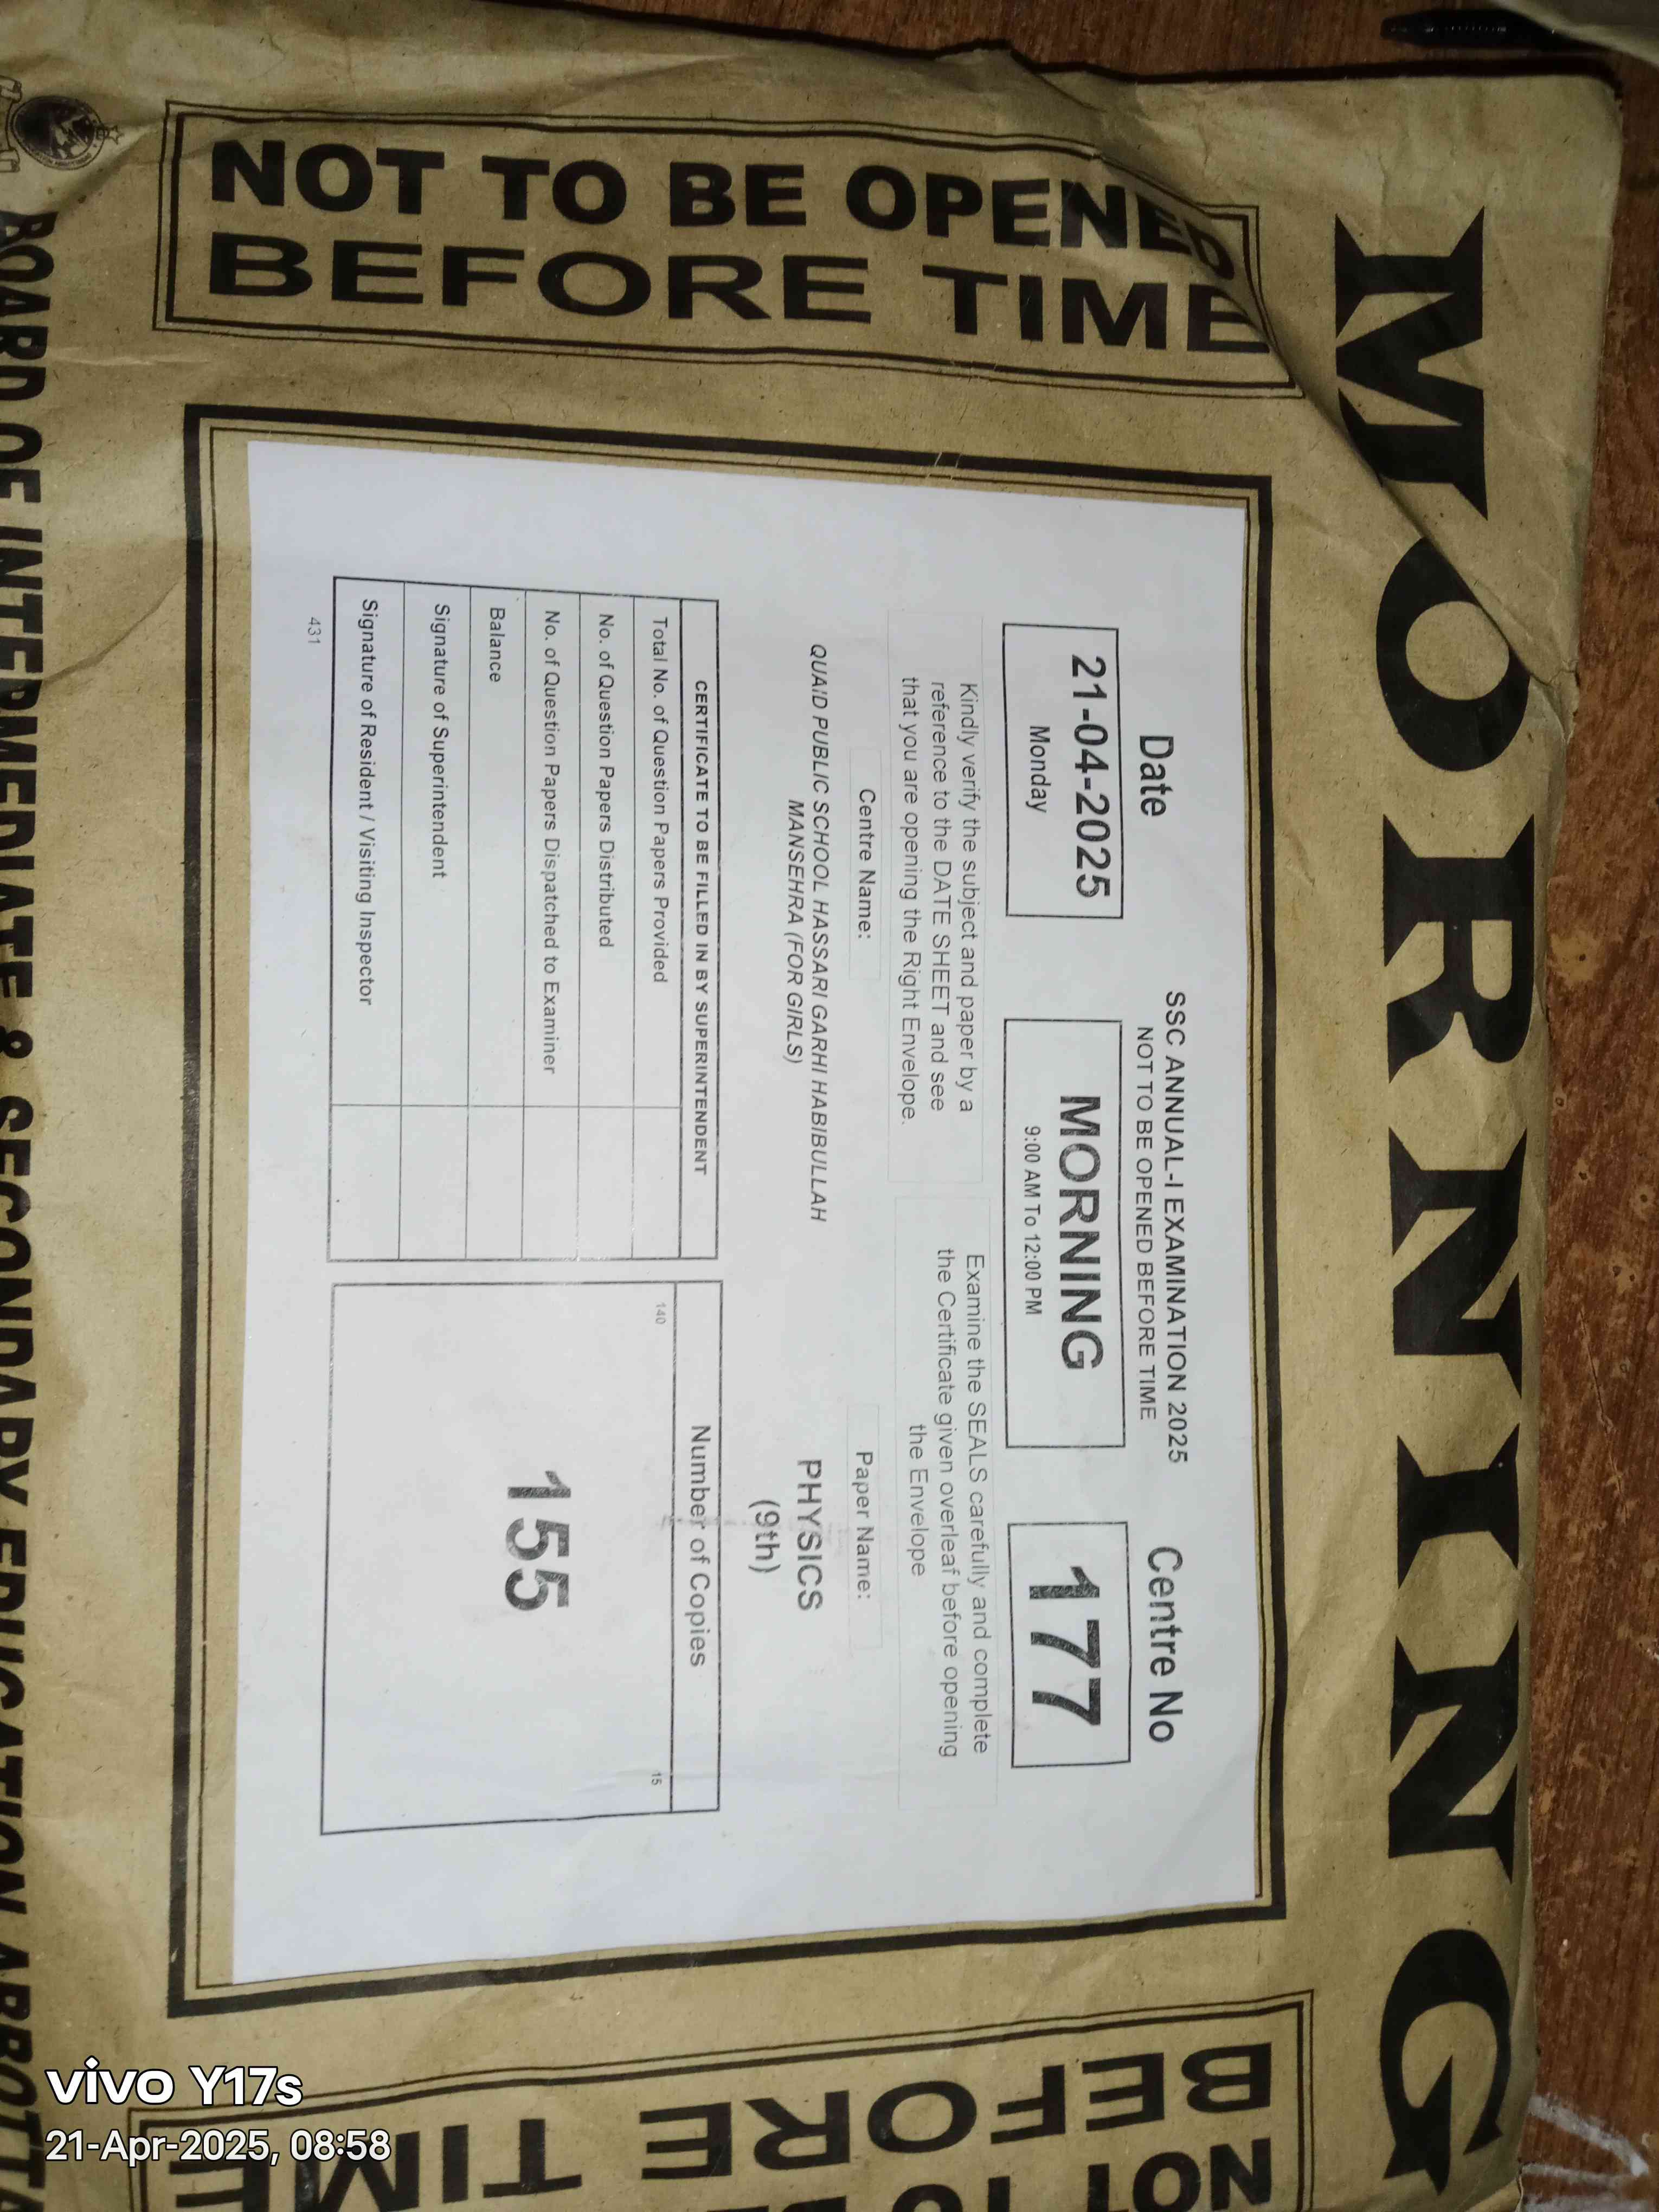 MORNING
NOT TO BE OPENED
BEFORE TIME
SSC ANNUAL-I EXAMINATION 2025
NOT TO BE OPENED BEFORE TIME
Date
21-04-2025
Monday
MORNING
9:00 AM To 12:00 PM
Centre No
177
Kindly verify the subject and paper by a
reference to the DATE SHEET and see
that you are opening the Right Envelope.
Examine the SEALS carefully and complete
the Certificate given overleaf before opening
the Envelope
Centre Name:
QUAID PUBLIC SCHOOL HASSARI GARHI HABIBULLAH
MANSEHRA (FOR GIRLS)
Paper Name:
PHYSICS
(9th)
CERTIFICATE TO BE FILLED IN BY SUPERINTENDENT
Total No. of Question Papers Provided
No. of Question Papers Distributed
No. of Question Papers Dispatched to Examiner
Balance
Signature of Superintendent
Signature of Resident / Visiting Inspector
431
Number of Copies
140 15
155
NOT TO
BEFORE
TIME
BOARD OF INTERMEDIATE & SECONDARY EDUCATION
vivo Y17s
21-Apr-2025, 08:58